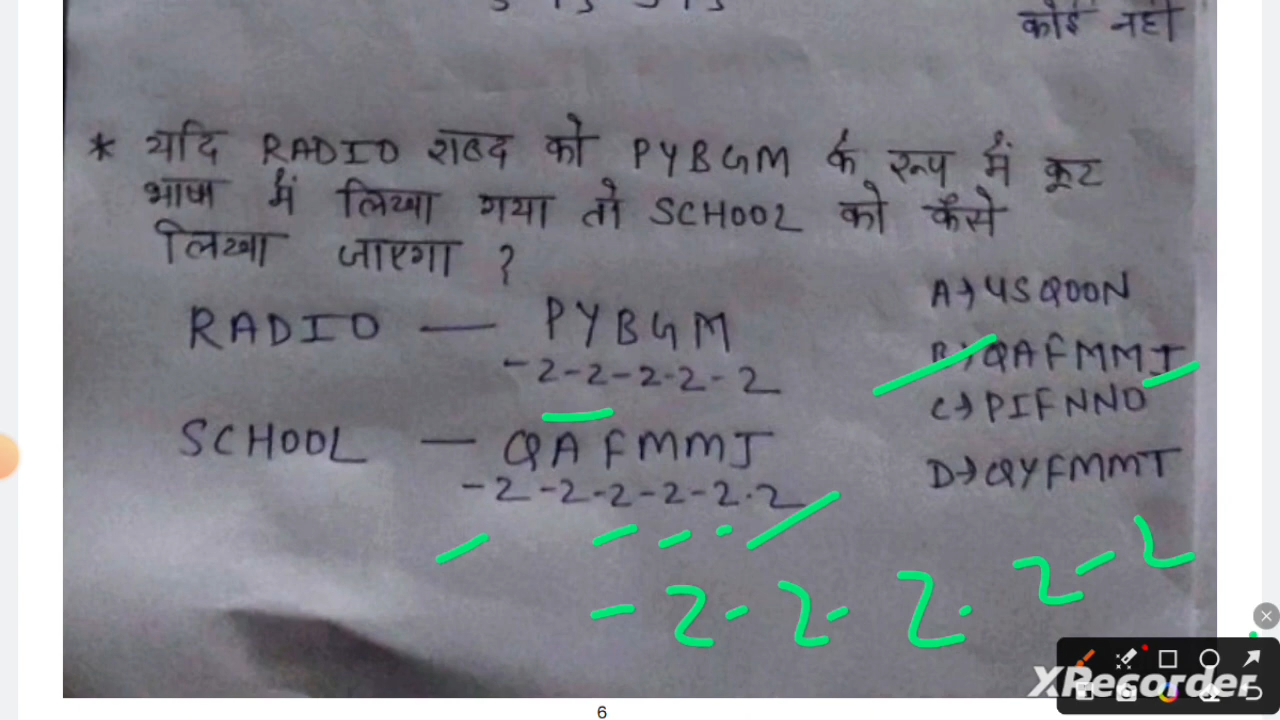 कोई नहीं
* यदि RADIO शब्द को PYBGM के रूप में कूट
भाषा में लिखा गया तो SCHOOL को कैसे
लिखा जाएगा ?
RADIO — PYBGM
-2-2-2-2-2
SCHOOL — QAFMMJ
-2-2-2-2-2.2
A→USQOON
B→QAFMMJ
C→PIFNNO
D→QYFMMT
-2-2-2.2-2
XRecorder
6